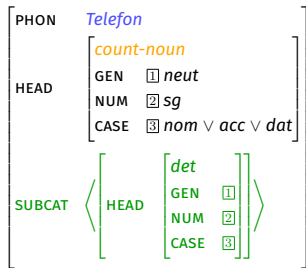 PHON Telefon
count-noun
GEN 1 neut
HEAD
NUM 2 sg
CASE 3 nom ∨ acc ∨ dat
det
GEN 1
SUBCAT ⟨ HEAD ⟩
NUM 2
CASE 3